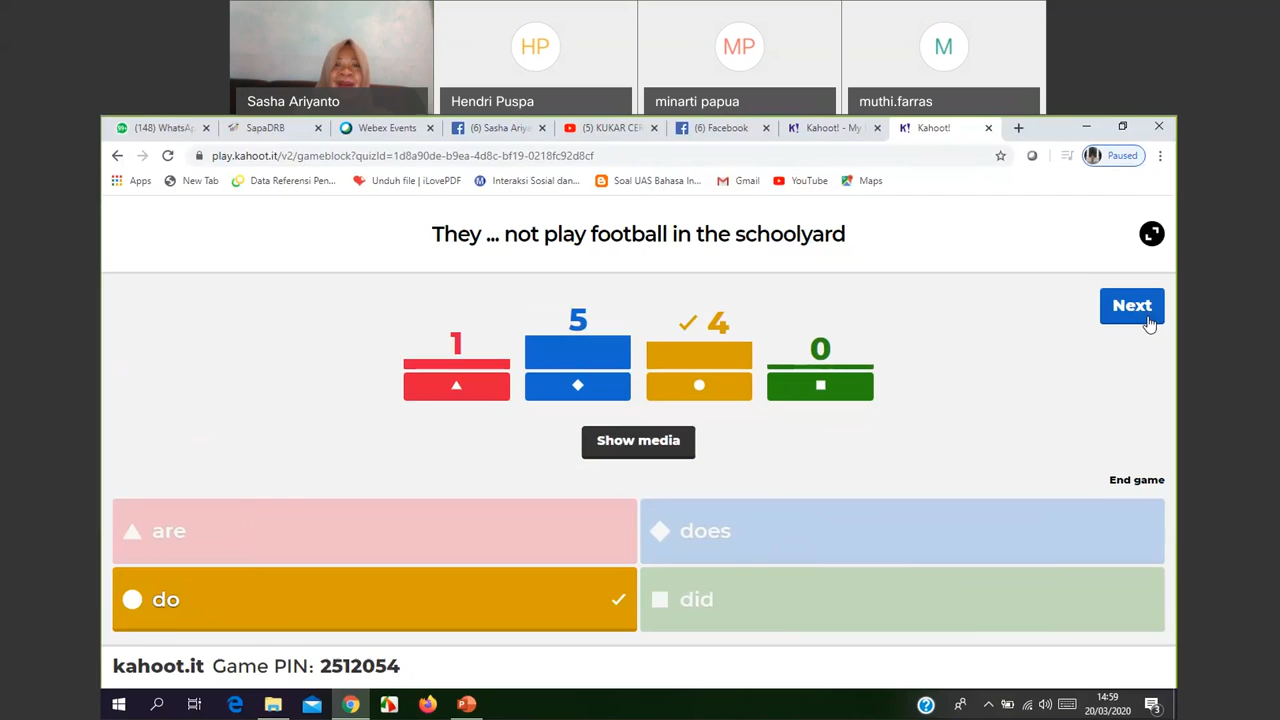 HP
MP
M
Sasha Ariyanto
Hendri Puspa
minarti papua
muthi.farras
(148) WhatsA
SapaDRB
Webex Events
(6) Sasha Ariya
(5) KUKAR CER
(6) Facebook
K! Kahoot! - My
K! Kahoot!
play.kahoot.it/v2/gameblock?quizId=1d8a90de-b9ea-4d8c-bf19-0218fc92d8cf
Paused
Apps
New Tab
Data Referensi Pen...
Unduh file | iLovePDF
Interaksi Sosial dan...
Soal UAS Bahasa In...
Gmail
YouTube
Maps
They ... not play football in the schoolyard
Next
1
5
4
0
Show media
End game
are
does
do
did
kahoot.it Game PIN: 2512054
14:59
20/03/2020
3